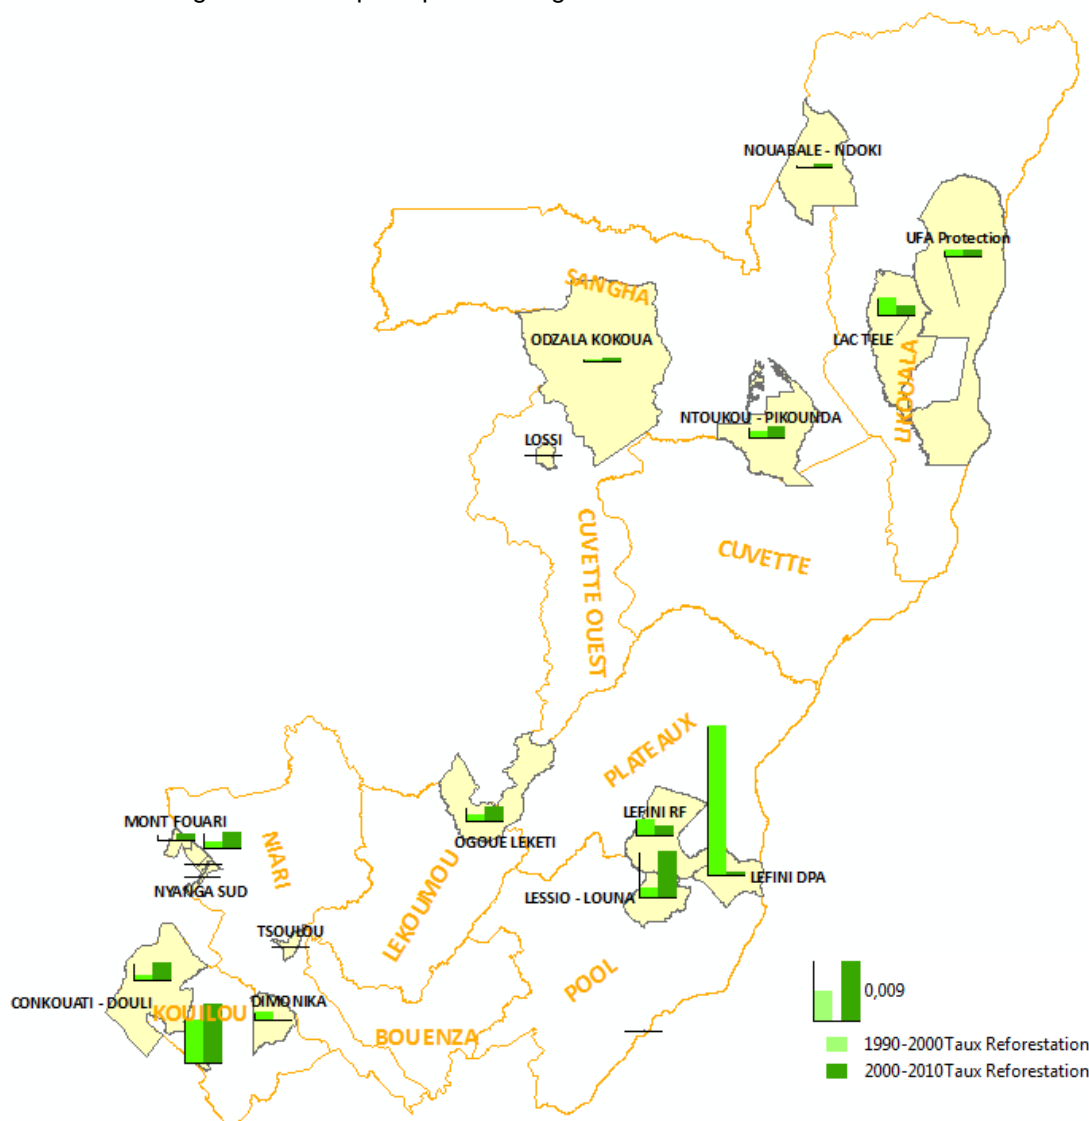 NOUABALE - NDOKI
UFA Protection
SANGHA
ODZALA KOKOUA
LAC TELE
LIKOUALA
NTOUKOU - PIKOUNDA
LOSSI
CUVETTE OUEST
CUVETTE
PLATEAUX
MONT FOUARI
NIARI
LEFINI RF
OGOUE LEKETI
LEFINI DPA
NYANGA SUD
LESSIO - LOUNA
LEKOUMOU
TSOULOU
POOL
CONKOUATI - DOULI
KOUILOU
DIMONIKA
BOUENZA
0,009
1990-2000Taux Reforestation
2000-2010Taux Reforestation